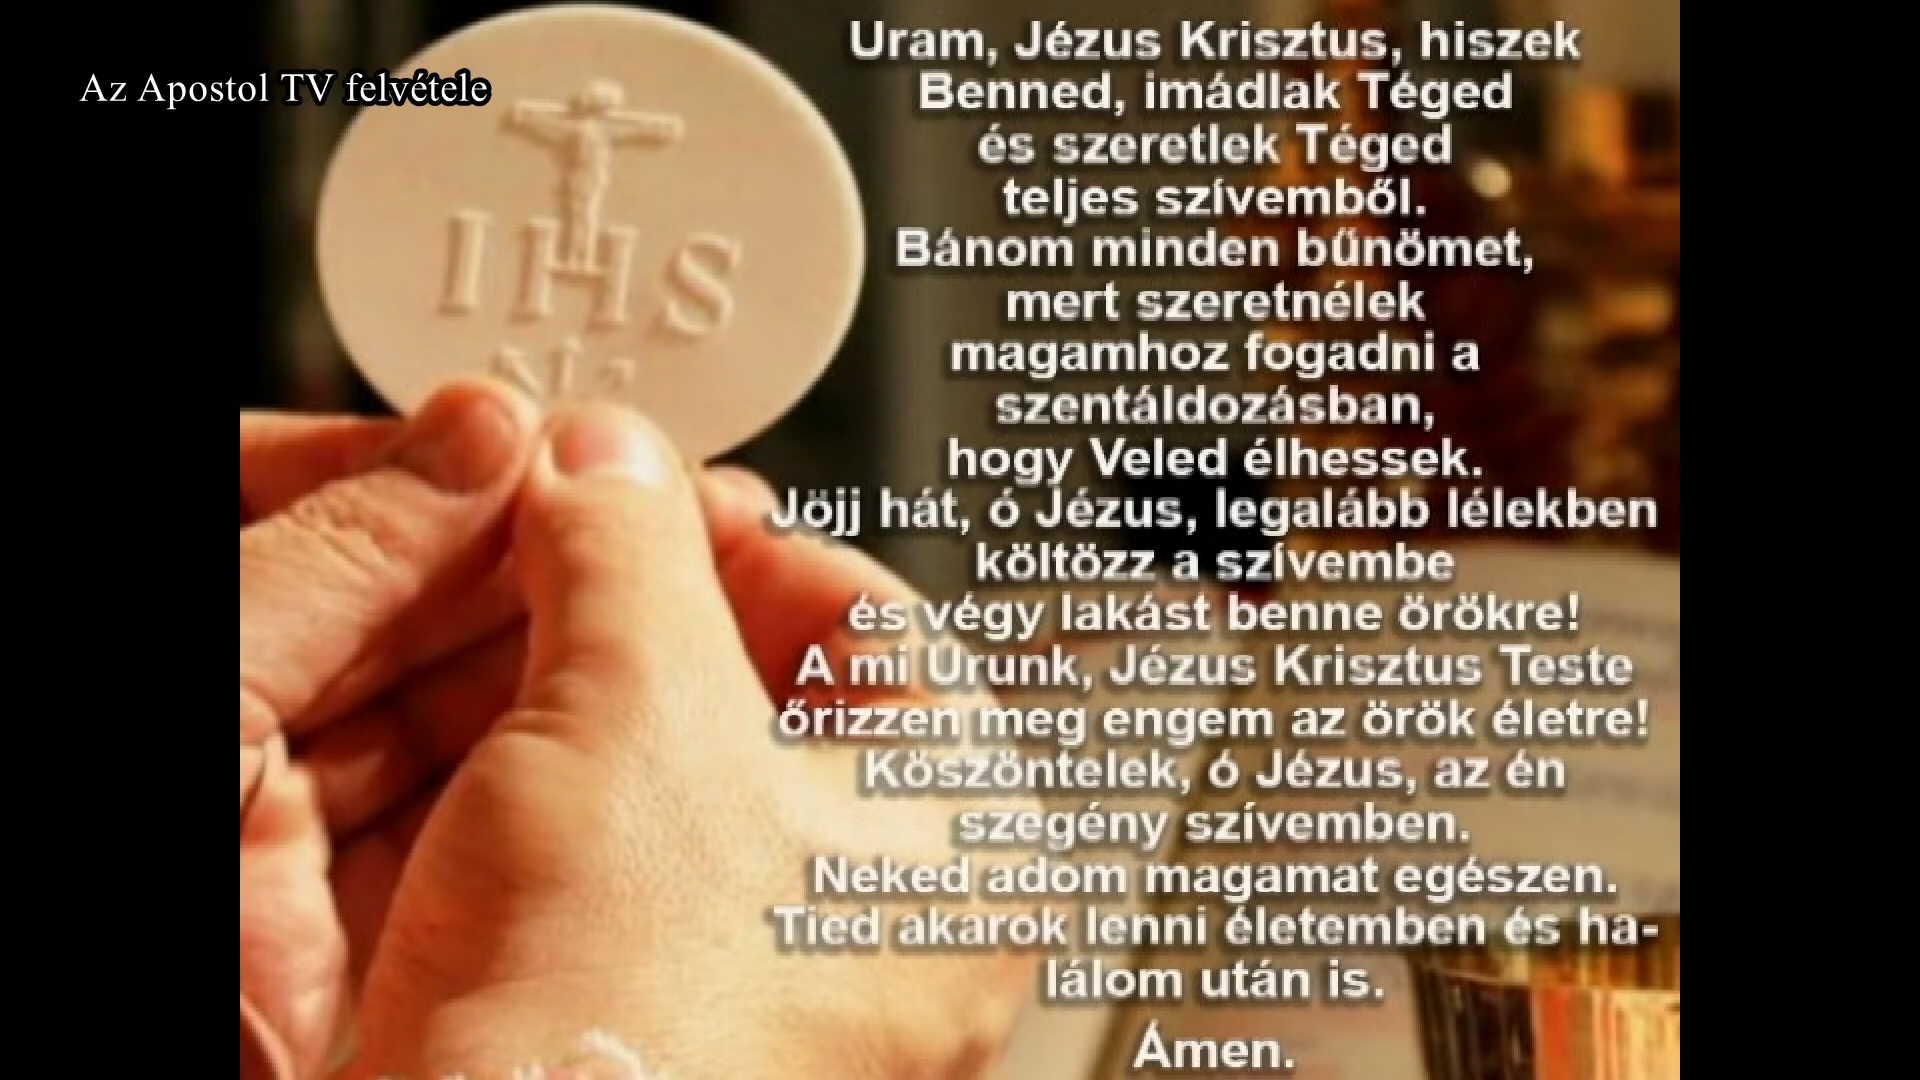 Az Apostol TV felvétele
IHS
Uram, Jézus Krisztus, hiszek
Benned, imádlak Téged
és szeretlek Téged
teljes szívemből.
Bánom minden bűnömet,
mert szeretnélek
magamhoz fogadni a
szentáldozásban,
hogy Veled élhessek.
Jöjj hát, ó Jézus, legalább lélekben
költözz a szívembe
és végy lakást benne örökre!
A mi Urunk, Jézus Krisztus Teste
őrizzen meg engem az örök életre!
Köszöntelek, ó Jézus, az én
szegény szívemben.
Neked adom magamat egészen.
Tied akarok lenni életemben és ha-
lálom után is.
Ámen.